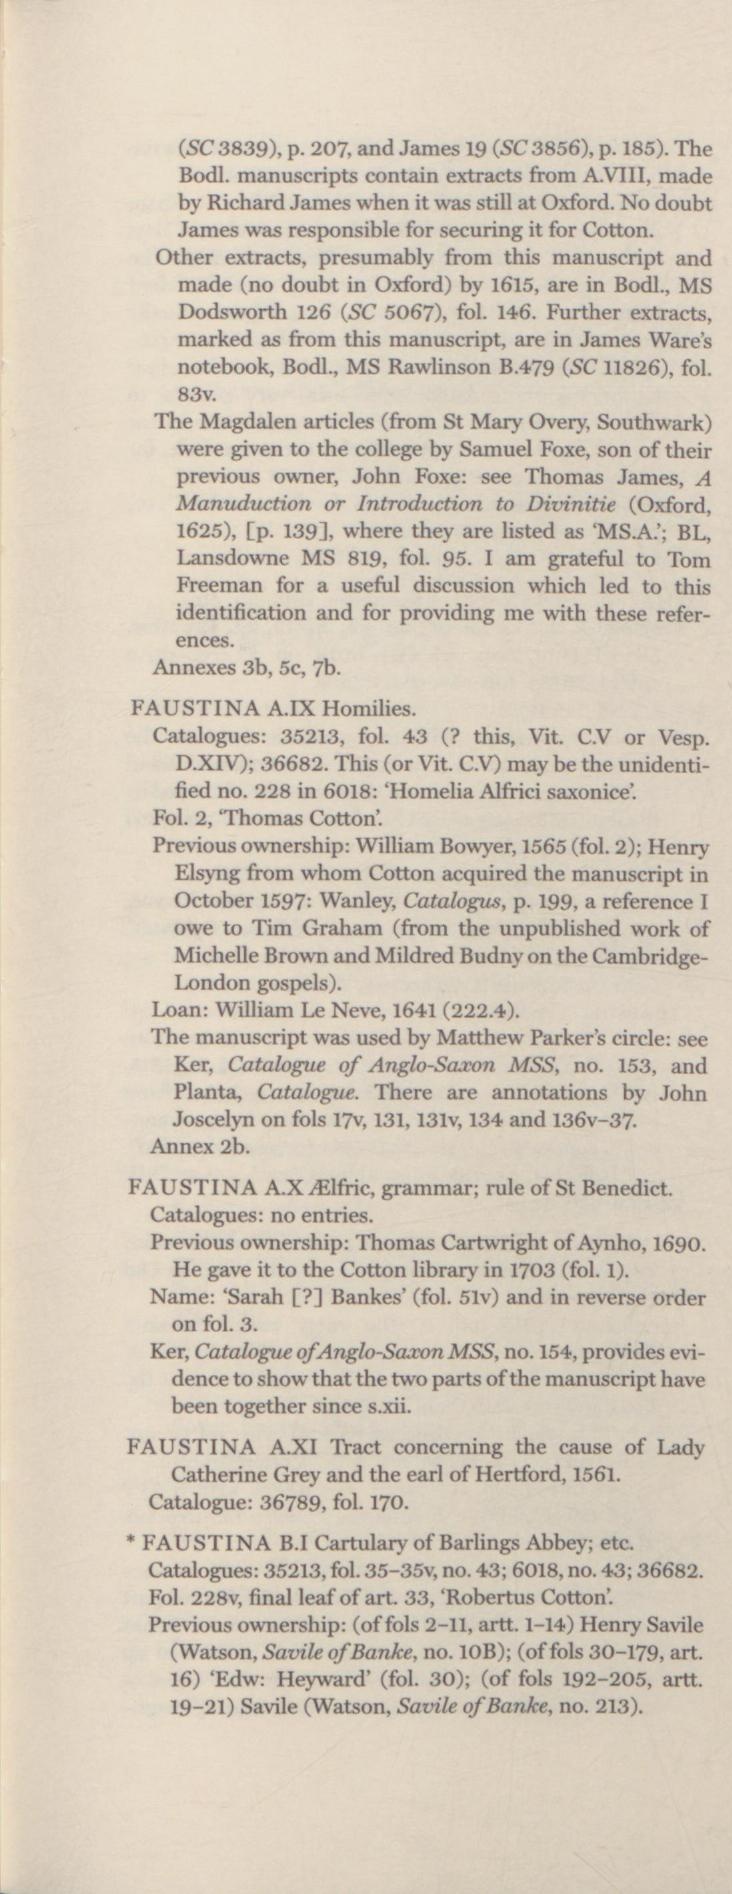 (SC 3839), p. 207, and James 19 (SC 3856), p. 185). The
Bodl. manuscripts contain extracts from A.VIII, made
by Richard James when it was still at Oxford. No doubt
James was responsible for securing it for Cotton.
Other extracts, presumably from this manuscript and
made (no doubt in Oxford) by 1615, are in Bodl., MS
Dodsworth 126 (SC 5067), fol. 146. Further extracts,
marked as from this manuscript, are in James Ware's
notebook, Bodl., MS Rawlinson B.479 (SC 11826), fol.
83v.
The Magdalen articles (from St Mary Overy, Southwark)
were given to the college by Samuel Foxe, son of their
previous owner, John Foxe: see Thomas James, A
Manuduction or Introduction to Divinitie (Oxford,
1625), [p. 139], where they are listed as ‘MS.A.’; BL,
Lansdowne MS 819, fol. 95. I am grateful to Tom
Freeman for a useful discussion which led to this
identification and for providing me with these refer-
ences.
Annexes 3b, 5c, 7b.
FAUSTINA A.IX Homilies.
Catalogues: 35213, fol. 43 (? this, Vit. C.V or Vesp.
D.XIV); 36682. This (or Vit. C.V) may be the unidenti-
fied no. 228 in 6018: ‘Homelia Alfrici saxonice’.
Fol. 2, ‘Thomas Cotton’.
Previous ownership: William Bowyer, 1565 (fol. 2); Henry
Elsyng from whom Cotton acquired the manuscript in
October 1597: Wanley, Catalogus, p. 199, a reference I
owe to Tim Graham (from the unpublished work of
Michelle Brown and Mildred Budny on the Cambridge-
London gospels).
Loan: William Le Neve, 1641 (222.4).
The manuscript was used by Matthew Parker's circle: see
Ker, Catalogue of Anglo-Saxon MSS, no. 153, and
Planta, Catalogue. There are annotations by John
Joscelyn on fols 17v, 131, 131v, 134 and 136v–37.
Annex 2b.
FAUSTINA A.X Ælfric, grammar; rule of St Benedict.
Catalogues: no entries.
Previous ownership: Thomas Cartwright of Aynho, 1690.
He gave it to the Cotton library in 1703 (fol. 1).
Name: ‘Sarah [?] Bankes’ (fol. 51v) and in reverse order
on fol. 3.
Ker, Catalogue of Anglo-Saxon MSS, no. 154, provides evi-
dence to show that the two parts of the manuscript have
been together since s.xii.
FAUSTINA A.XI Tract concerning the cause of Lady
Catherine Grey and the earl of Hertford, 1561.
Catalogue: 36789, fol. 170.
* FAUSTINA B.I Cartulary of Barlings Abbey; etc.
Catalogues: 35213, fol. 35–35v, no. 43; 6018, no. 43; 36682.
Fol. 228v, final leaf of art. 33, ‘Robertus Cotton’.
Previous ownership: (of fols 2–11, artt. 1–14) Henry Savile
(Watson, Savile of Banke, no. 10B); (of fols 30–179, art.
16) ‘Edw: Heyward’ (fol. 30); (of fols 192–205, artt.
19–21) Savile (Watson, Savile of Banke, no. 213).